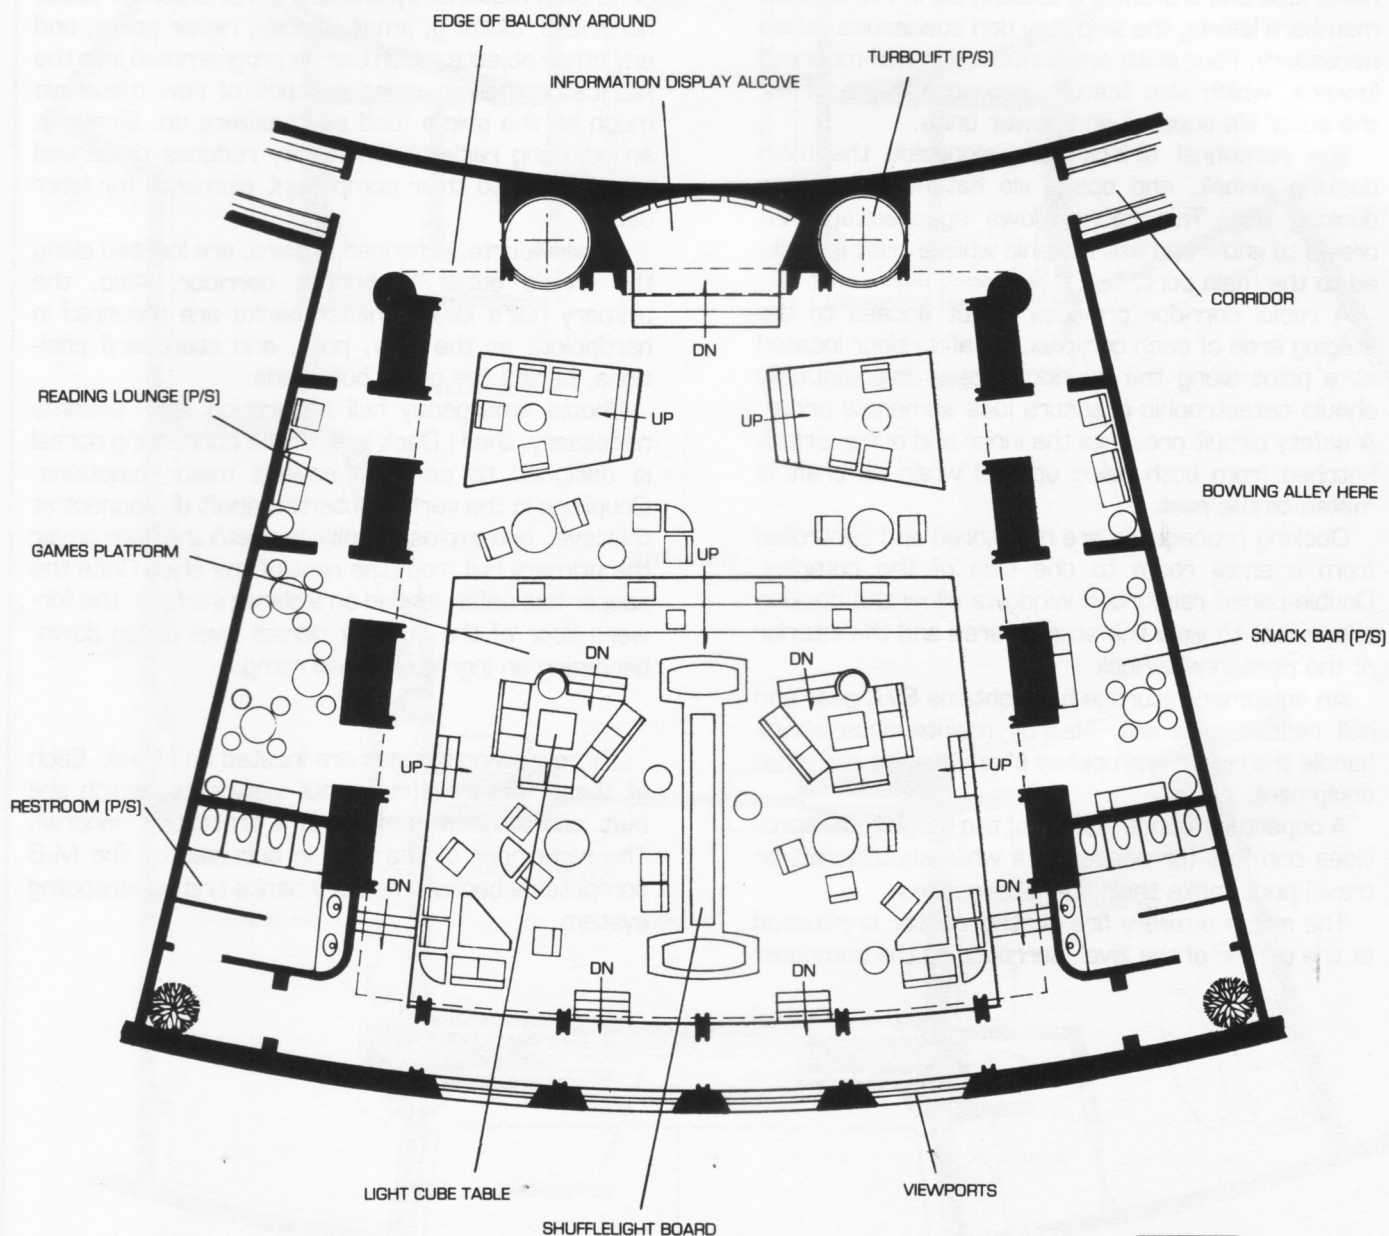 EDGE OF BALCONY AROUND
TURBOLIFT (P/S)
INFORMATION DISPLAY ALCOVE
CORRIDOR
DN
READING LOUNGE (P/S)
UP
UP
BOWLING ALLEY HERE
GAMES PLATFORM
UP
SNACK BAR (P/S)
DN
DN
UP
UP
RESTROOM (P/S)
DN
DN
DN
DN
LIGHT CUBE TABLE
VIEWPORTS
SHUFFLELIGHT BOARD